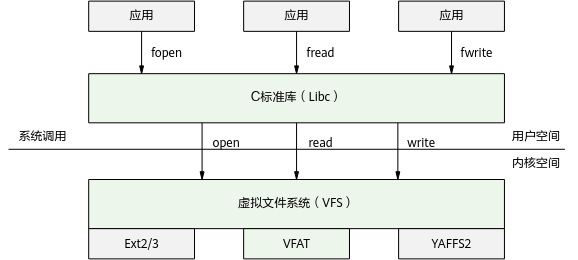 应用 应用 应用
fopen fread fwrite
C标准库（Libc）
系统调用 open read write 用户空间
内核空间
虚拟文件系统（VFS）
Ext2/3 VFAT YAFFS2